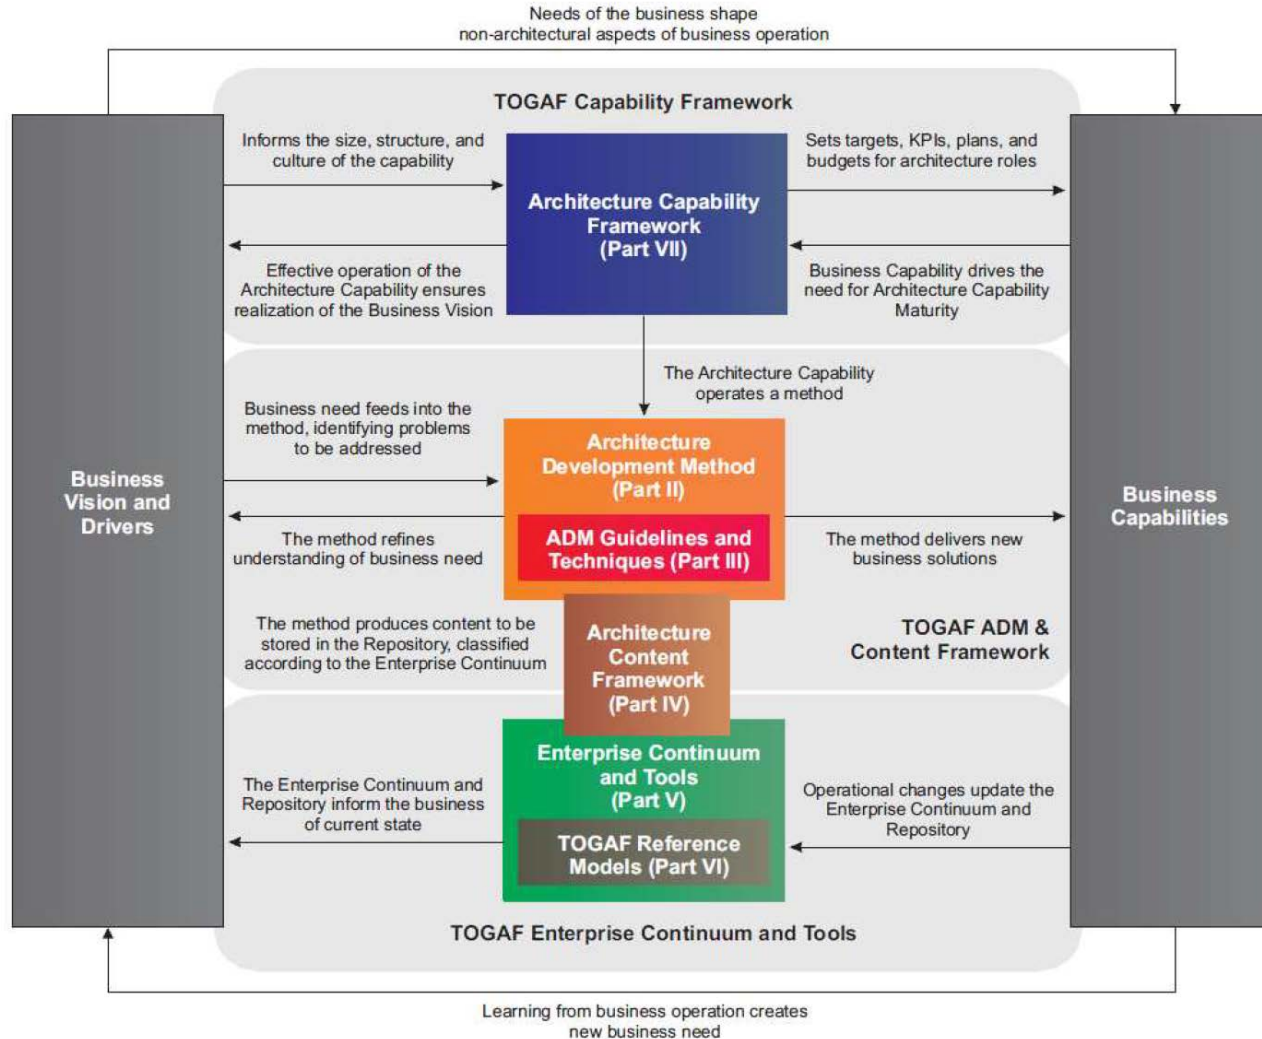 Needs of the business shape
non-architectural aspects of business operation
TOGAF Capability Framework
Informs the size, structure, and
culture of the capability
Sets targets, KPIs, plans, and
budgets for architecture roles
Architecture Capability
Framework
(Part VII)
Effective operation of the
Architecture Capability ensures
realization of the Business Vision
Business Capability drives the
need for Architecture Capability
Maturity
The Architecture Capability
operates a method
Business need feeds into the
method, identifying problems
to be addressed
Architecture
Development Method
(Part II)
Business
Vision and
Drivers
Business
Capabilities
ADM Guidelines and
Techniques (Part III)
The method refines
understanding of business need
The method delivers new
business solutions
The method produces content to be
stored in the Repository, classified
according to the Enterprise Continuum
Architecture
Content
Framework
(Part IV)
TOGAF ADM &
Content Framework
Enterprise Continuum
and Tools
(Part V)
The Enterprise Continuum and
Repository inform the business
of current state
Operational changes update the
Enterprise Continuum and
Repository
TOGAF Reference
Models (Part VI)
TOGAF Enterprise Continuum and Tools
Learning from business operation creates
new business need